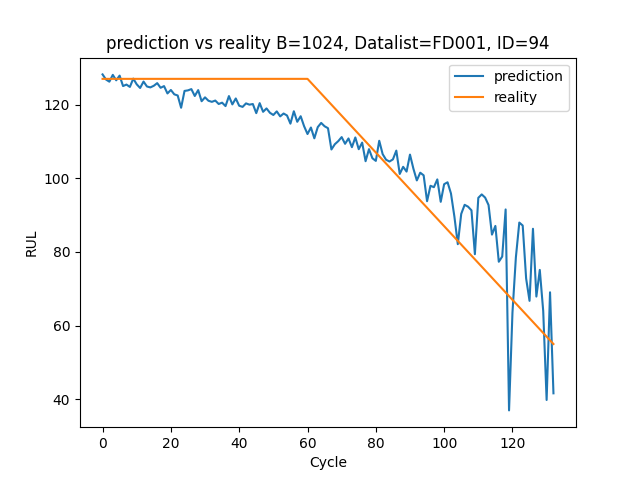 prediction vs reality B=1024, Datalist=FD001, ID=94
prediction
reality
RUL
120
100
80
60
40
0 20 40 60 80 100 120
Cycle